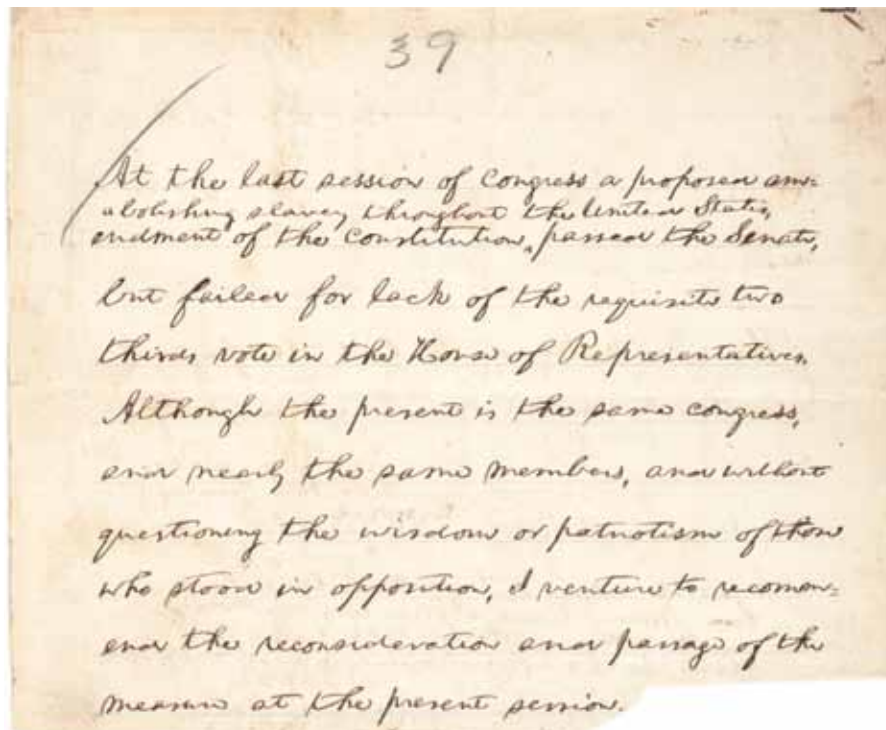 39
At the last session of Congress a proposed am=
abolishing slavery throughout the United States,
endment of the Constitution, passed the Senate,
but failed for lack of the requisite two
thirds vote in the House of Representatives.
Although the present is the same Congress,
and nearly the same members, and without
questioning the wisdom or patriotism of those
who stood in opposition, I venture to recomm=
end the reconsideration and passage of the
measure at the present session.